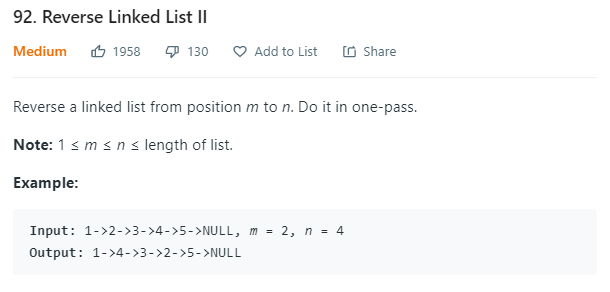 92. Reverse Linked List II
Medium 1958 130 Add to List Share
Reverse a linked list from position m to n. Do it in one-pass.
Note: 1 ≤ m ≤ n ≤ length of list.
Example:
Input: 1->2->3->4->5->NULL, m = 2, n = 4
Output: 1->4->3->2->5->NULL